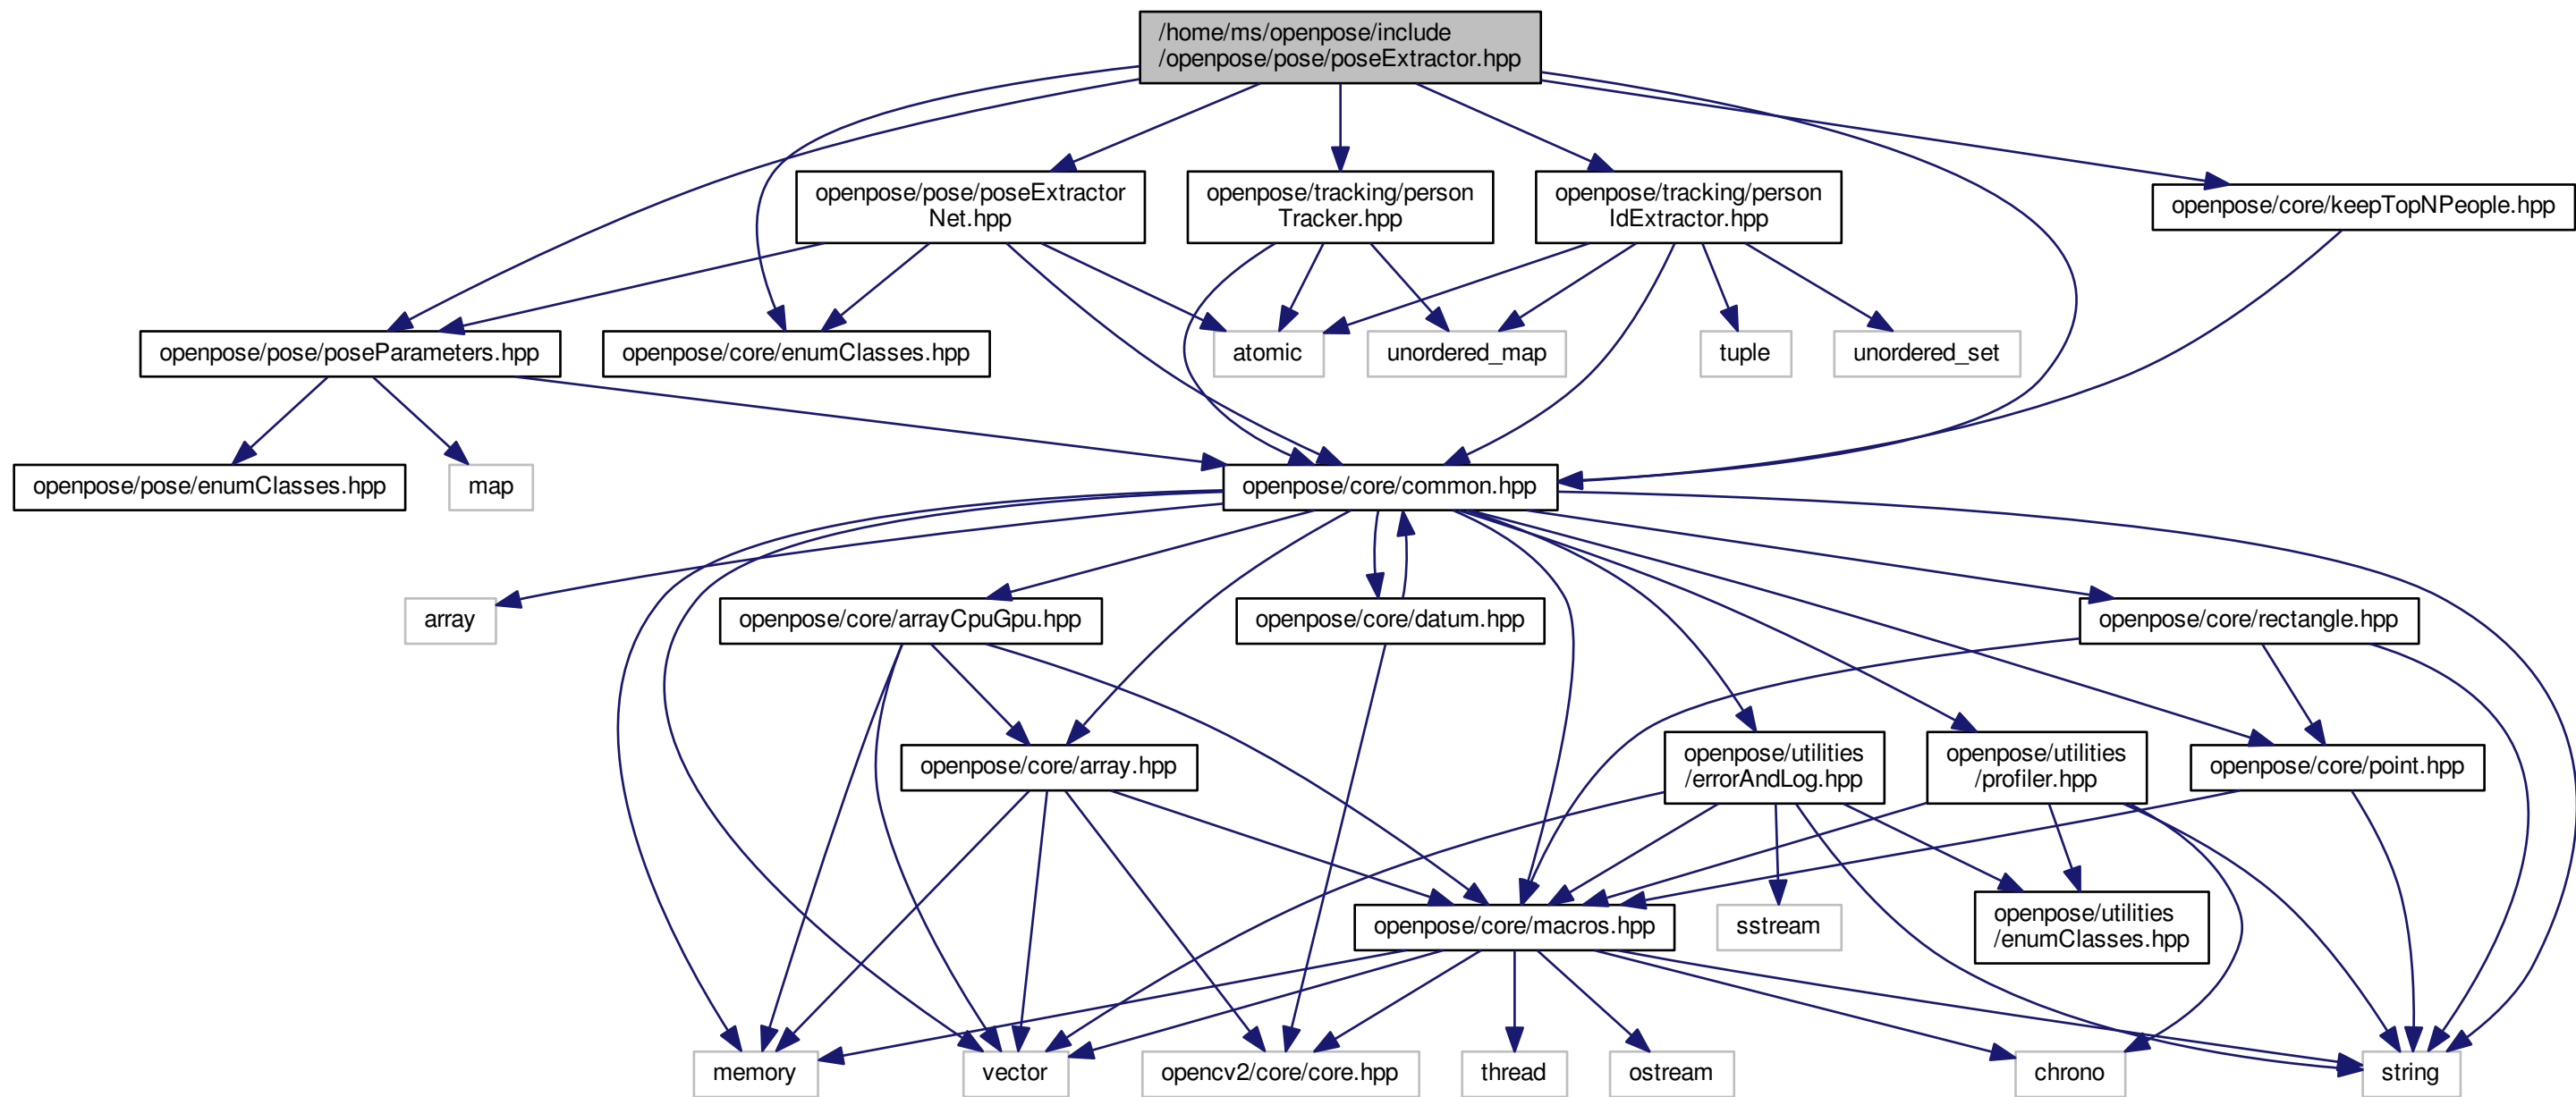 /home/ms/openpose/include
/openpose/pose/poseExtractor.hpp
openpose/pose/poseExtractor
Net.hpp
openpose/tracking/person
Tracker.hpp
openpose/tracking/person
IdExtractor.hpp
openpose/core/keepTopNPeople.hpp
openpose/pose/poseParameters.hpp
openpose/core/enumClasses.hpp
atomic
unordered_map
tuple
unordered_set
openpose/pose/enumClasses.hpp
map
openpose/core/common.hpp
array
openpose/core/arrayCpuGpu.hpp
openpose/core/datum.hpp
openpose/core/rectangle.hpp
openpose/core/array.hpp
openpose/utilities
/errorAndLog.hpp
openpose/utilities
/profiler.hpp
openpose/core/point.hpp
openpose/core/macros.hpp
sstream
openpose/utilities
/enumClasses.hpp
memory
vector
opencv2/core/core.hpp
thread
ostream
chrono
string